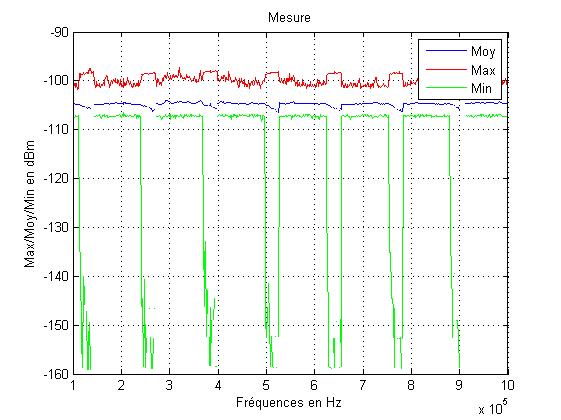 Mesure
Max/Moy/Min en dBm
-90
-100
-110
-120
-130
-140
-150
-160
Moy
Max
Min
1 2 3 4 5 6 7 8 9 10
Fréquences en Hz
x 10^5